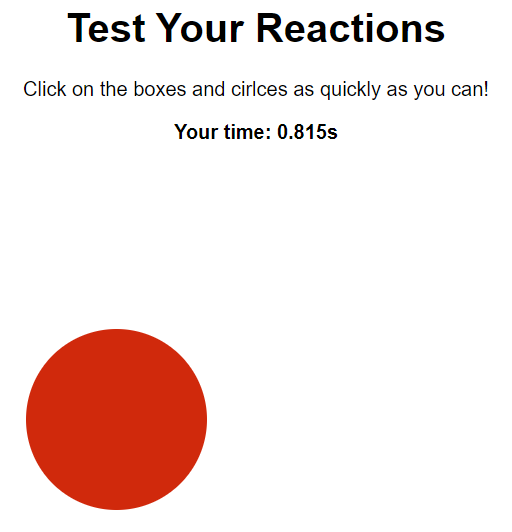 Test Your Reactions
Click on the boxes and cirlces as quickly as you can!
Your time: 0.815s